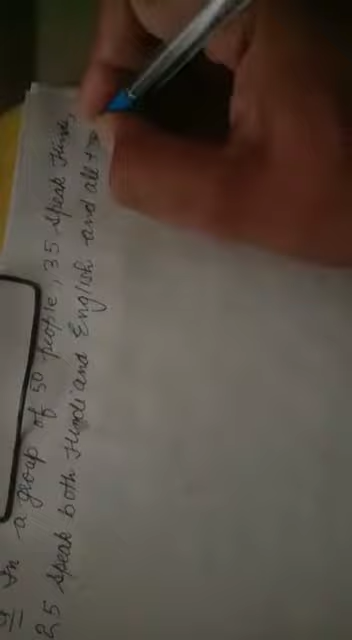 In a group of 50 people, 35 speak Hindi,
25 speak both Hindi and English and all